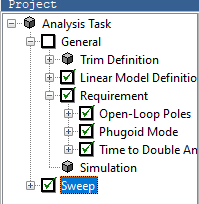 Project
Analysis Task
General
Trim Definition
Linear Model Definitio
Requirement
Open-Loop Poles
Phugoid Mode
Time to Double An
Simulation
Sweep